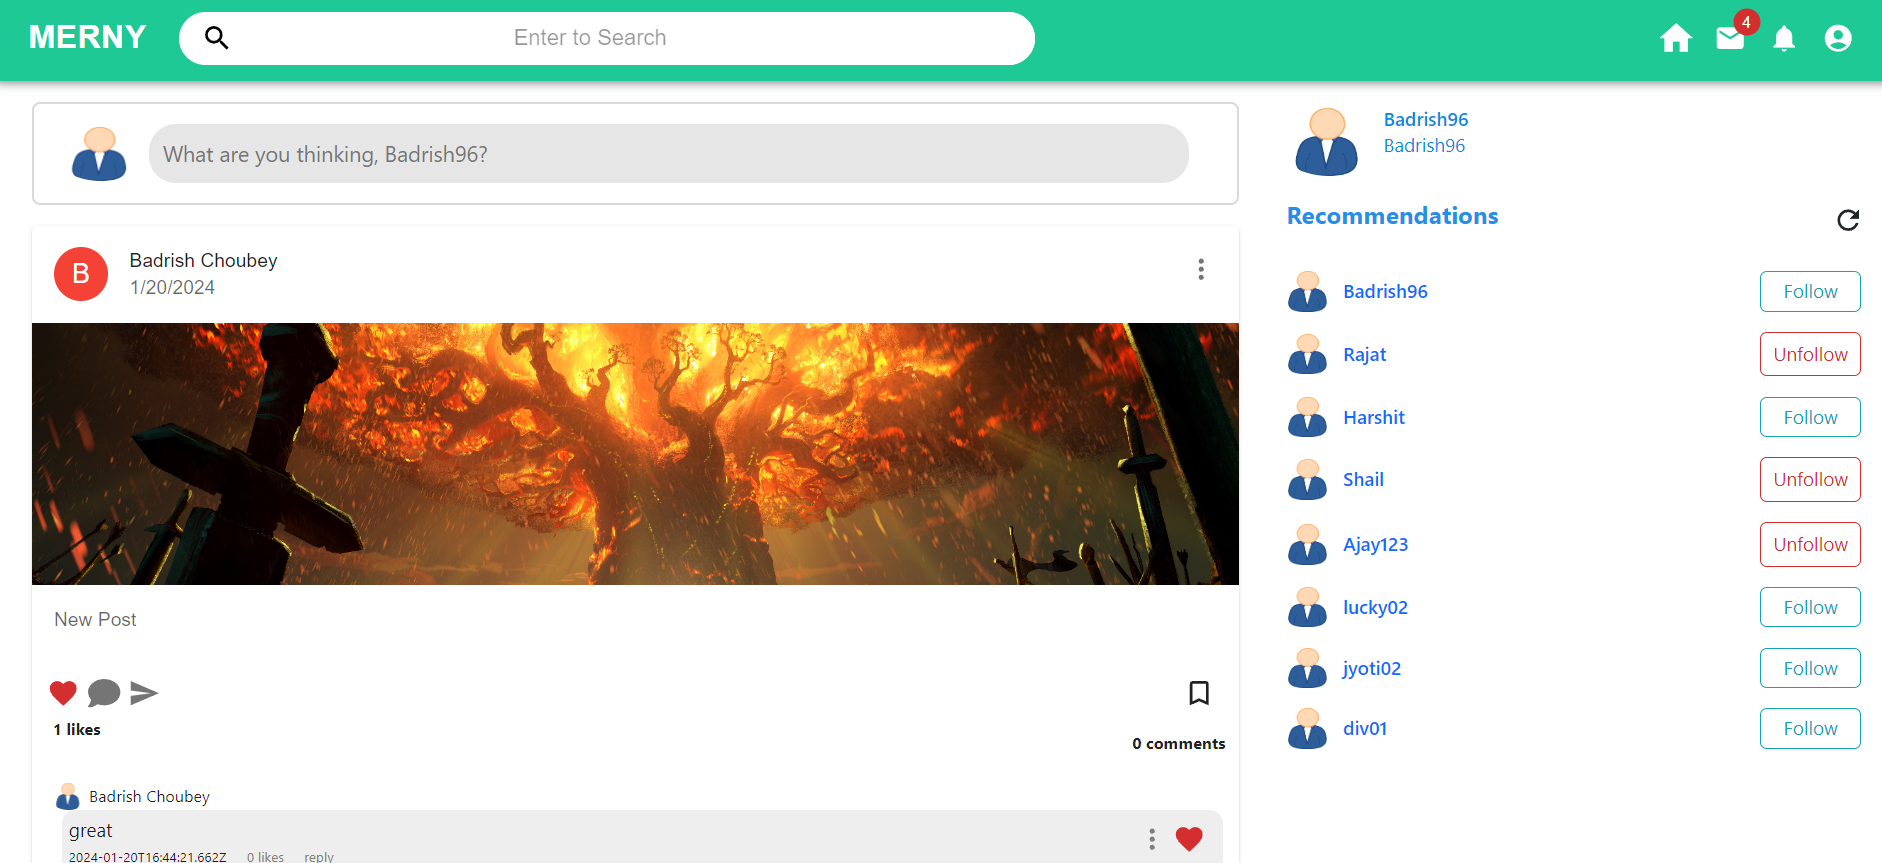 MERNY
Enter to Search
4
What are you thinking, Badrish96?
B
Badrish Choubey
1/20/2024
New Post
1 likes
0 comments
Badrish Choubey
great
2024-01-20T16:44:21.662Z 0 likes reply
Badrish96
Badrish96
Recommendations
Badrish96 Follow
Rajat Unfollow
Harshit Follow
Shail Unfollow
Ajay123 Unfollow
lucky02 Follow
jyoti02 Follow
div01 Follow